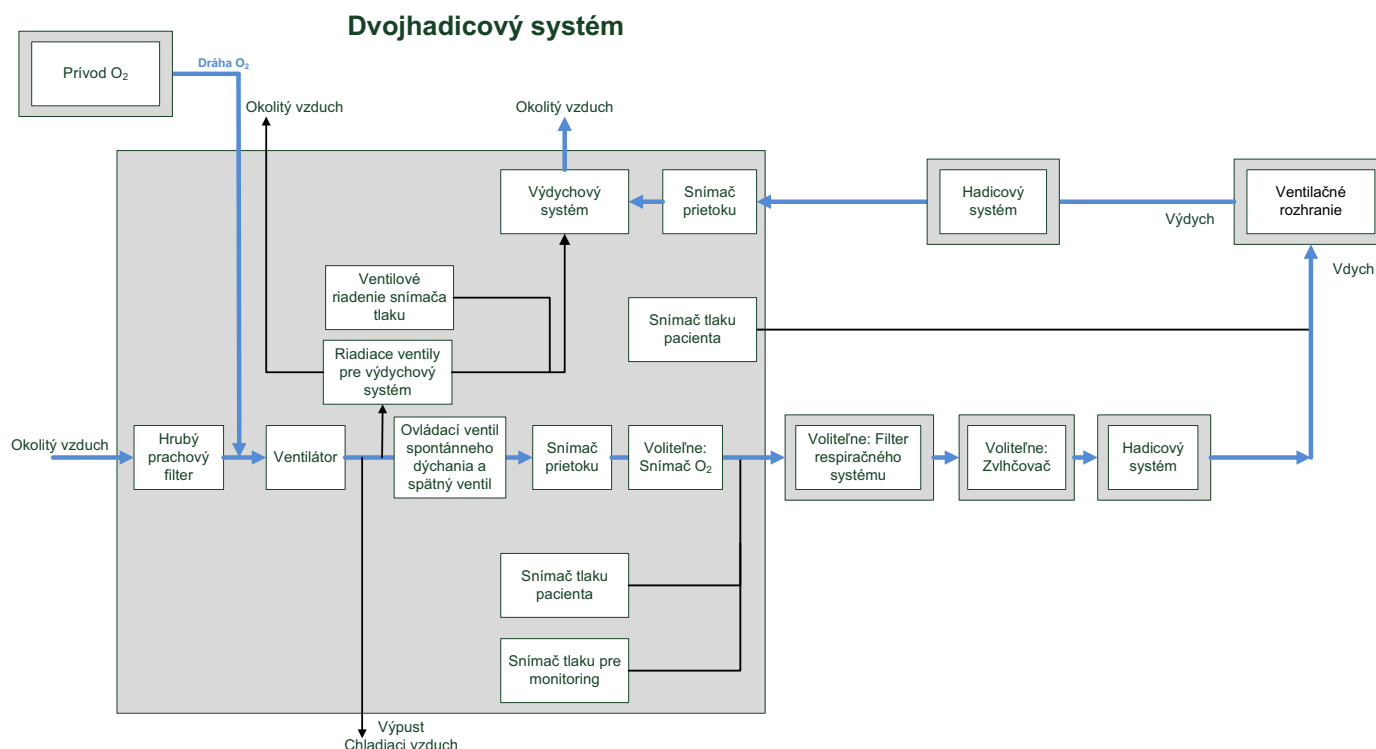 Dvojhadicový systém
Prívod O₂
Dráha O₂
Okolitý vzduch
Okolitý vzduch
Výdychový
systém
Snímač
prietoku
Hadicový
systém
Ventilačné
rozhranie
Výdych
Vdych
Ventilové
riadenie snímača
tlaku
Snímač tlaku
pacienta
Riadiace ventily
pre výdychový
systém
Okolitý vzduch
Hrubý
prachový
filter
Ventilátor
Ovládací ventil
spontánneho
dýchania a
spätný ventil
Snímač
prietoku
Voliteľne:
Snímač O₂
Voliteľne: Filter
respiračného
systému
Voliteľne:
Zvlhčovač
Hadicový
systém
Snímač tlaku
pacienta
Snímač tlaku pre
monitoring
Výpust
Chladiaci vzduch